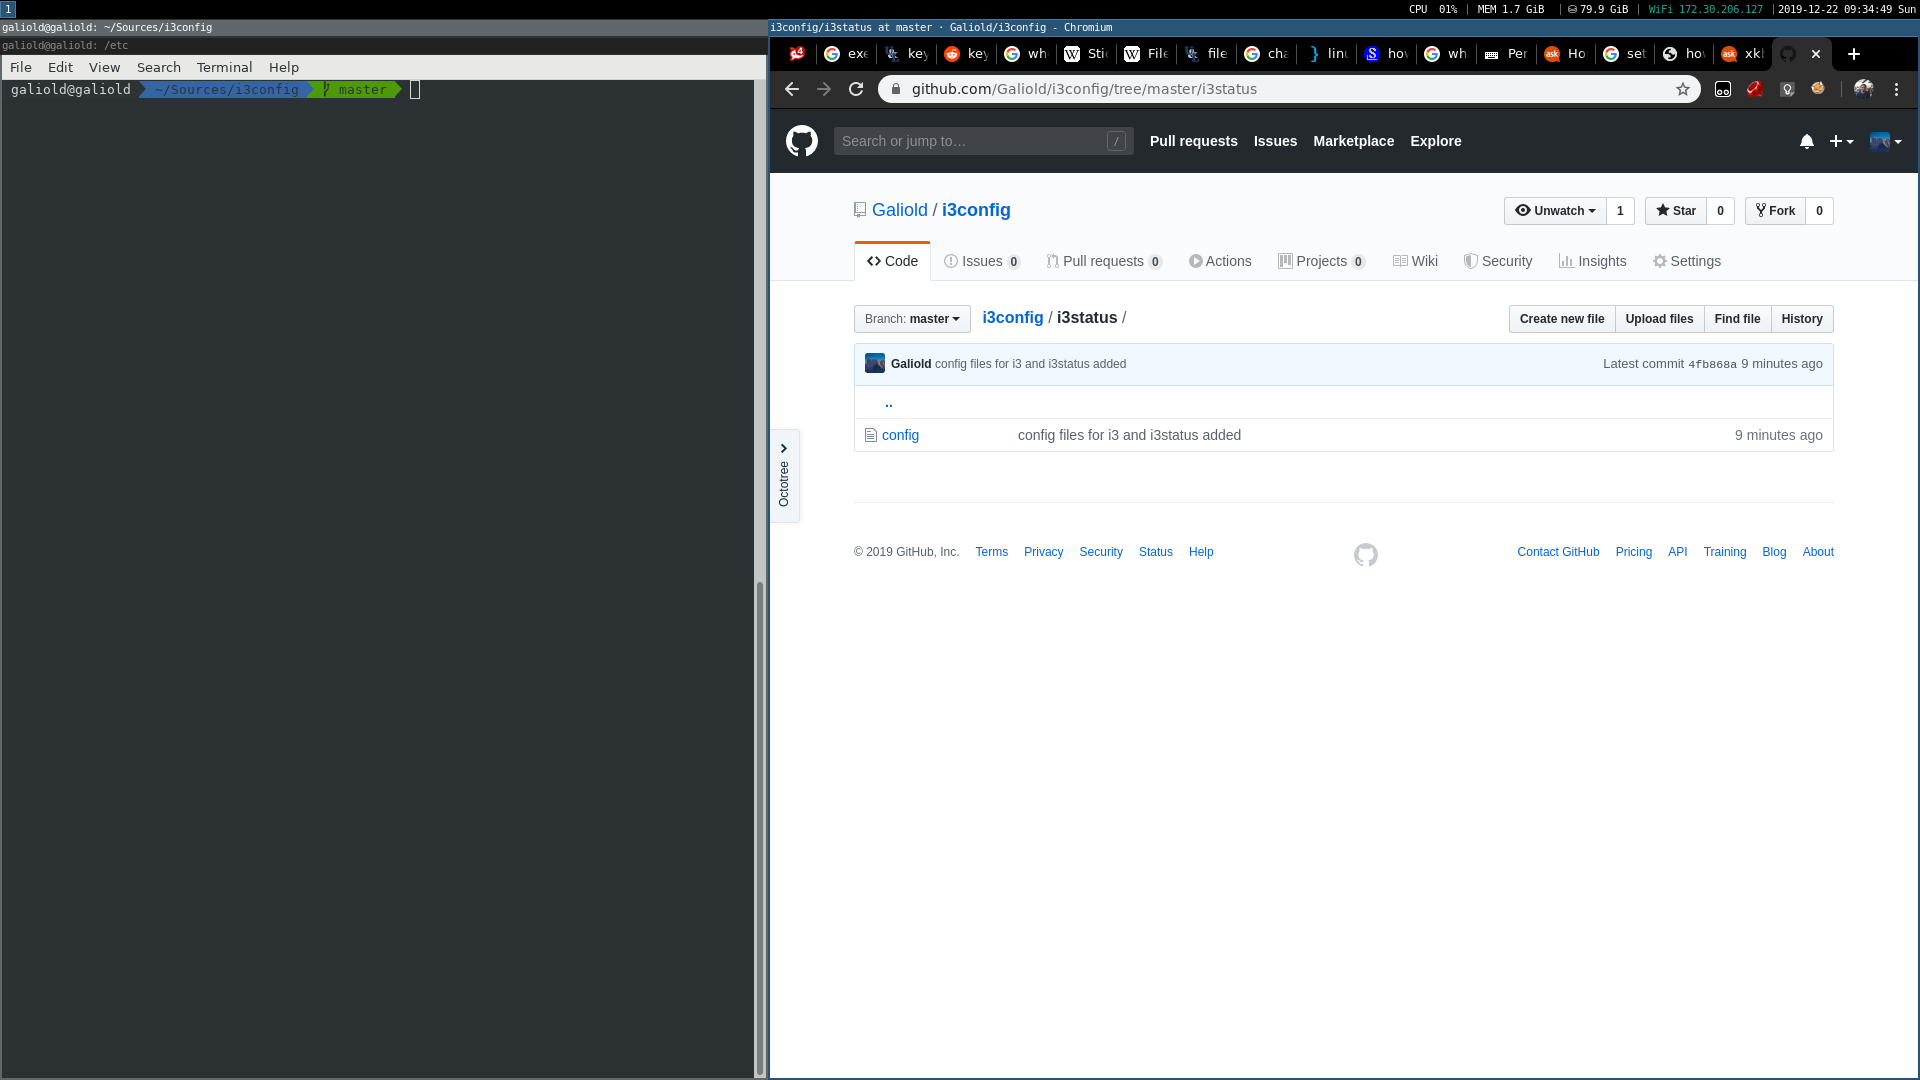 1
CPU 01% | MEM 1.7 GiB | 79.9 GiB | WiFi 172.30.206.127 | 2019-12-22 09:34:49 Sun
galiold@galiold: ~/Sources/i3config
galiold@galiold: /etc
File Edit View Search Terminal Help
galiold@galiold ~/Sources/i3config master
i3config/i3status at master · Galiold/i3config - Chromium
4 exe key key wh Stic File file cha linu how wh Per Ho set how xkl
github.com/Galiold/i3config/tree/master/i3status
Search or jump to… / Pull requests Issues Marketplace Explore
Galiold / i3config
Unwatch 1 Star 0 Fork 0
Code Issues 0 Pull requests 0 Actions Projects 0 Wiki Security Insights Settings
Branch: master i3config / i3status /
Create new file Upload files Find file History
Galiold config files for i3 and i3status added Latest commit 4fb868a 9 minutes ago
..
config config files for i3 and i3status added 9 minutes ago
Octotree
© 2019 GitHub, Inc. Terms Privacy Security Status Help
Contact GitHub Pricing API Training Blog About